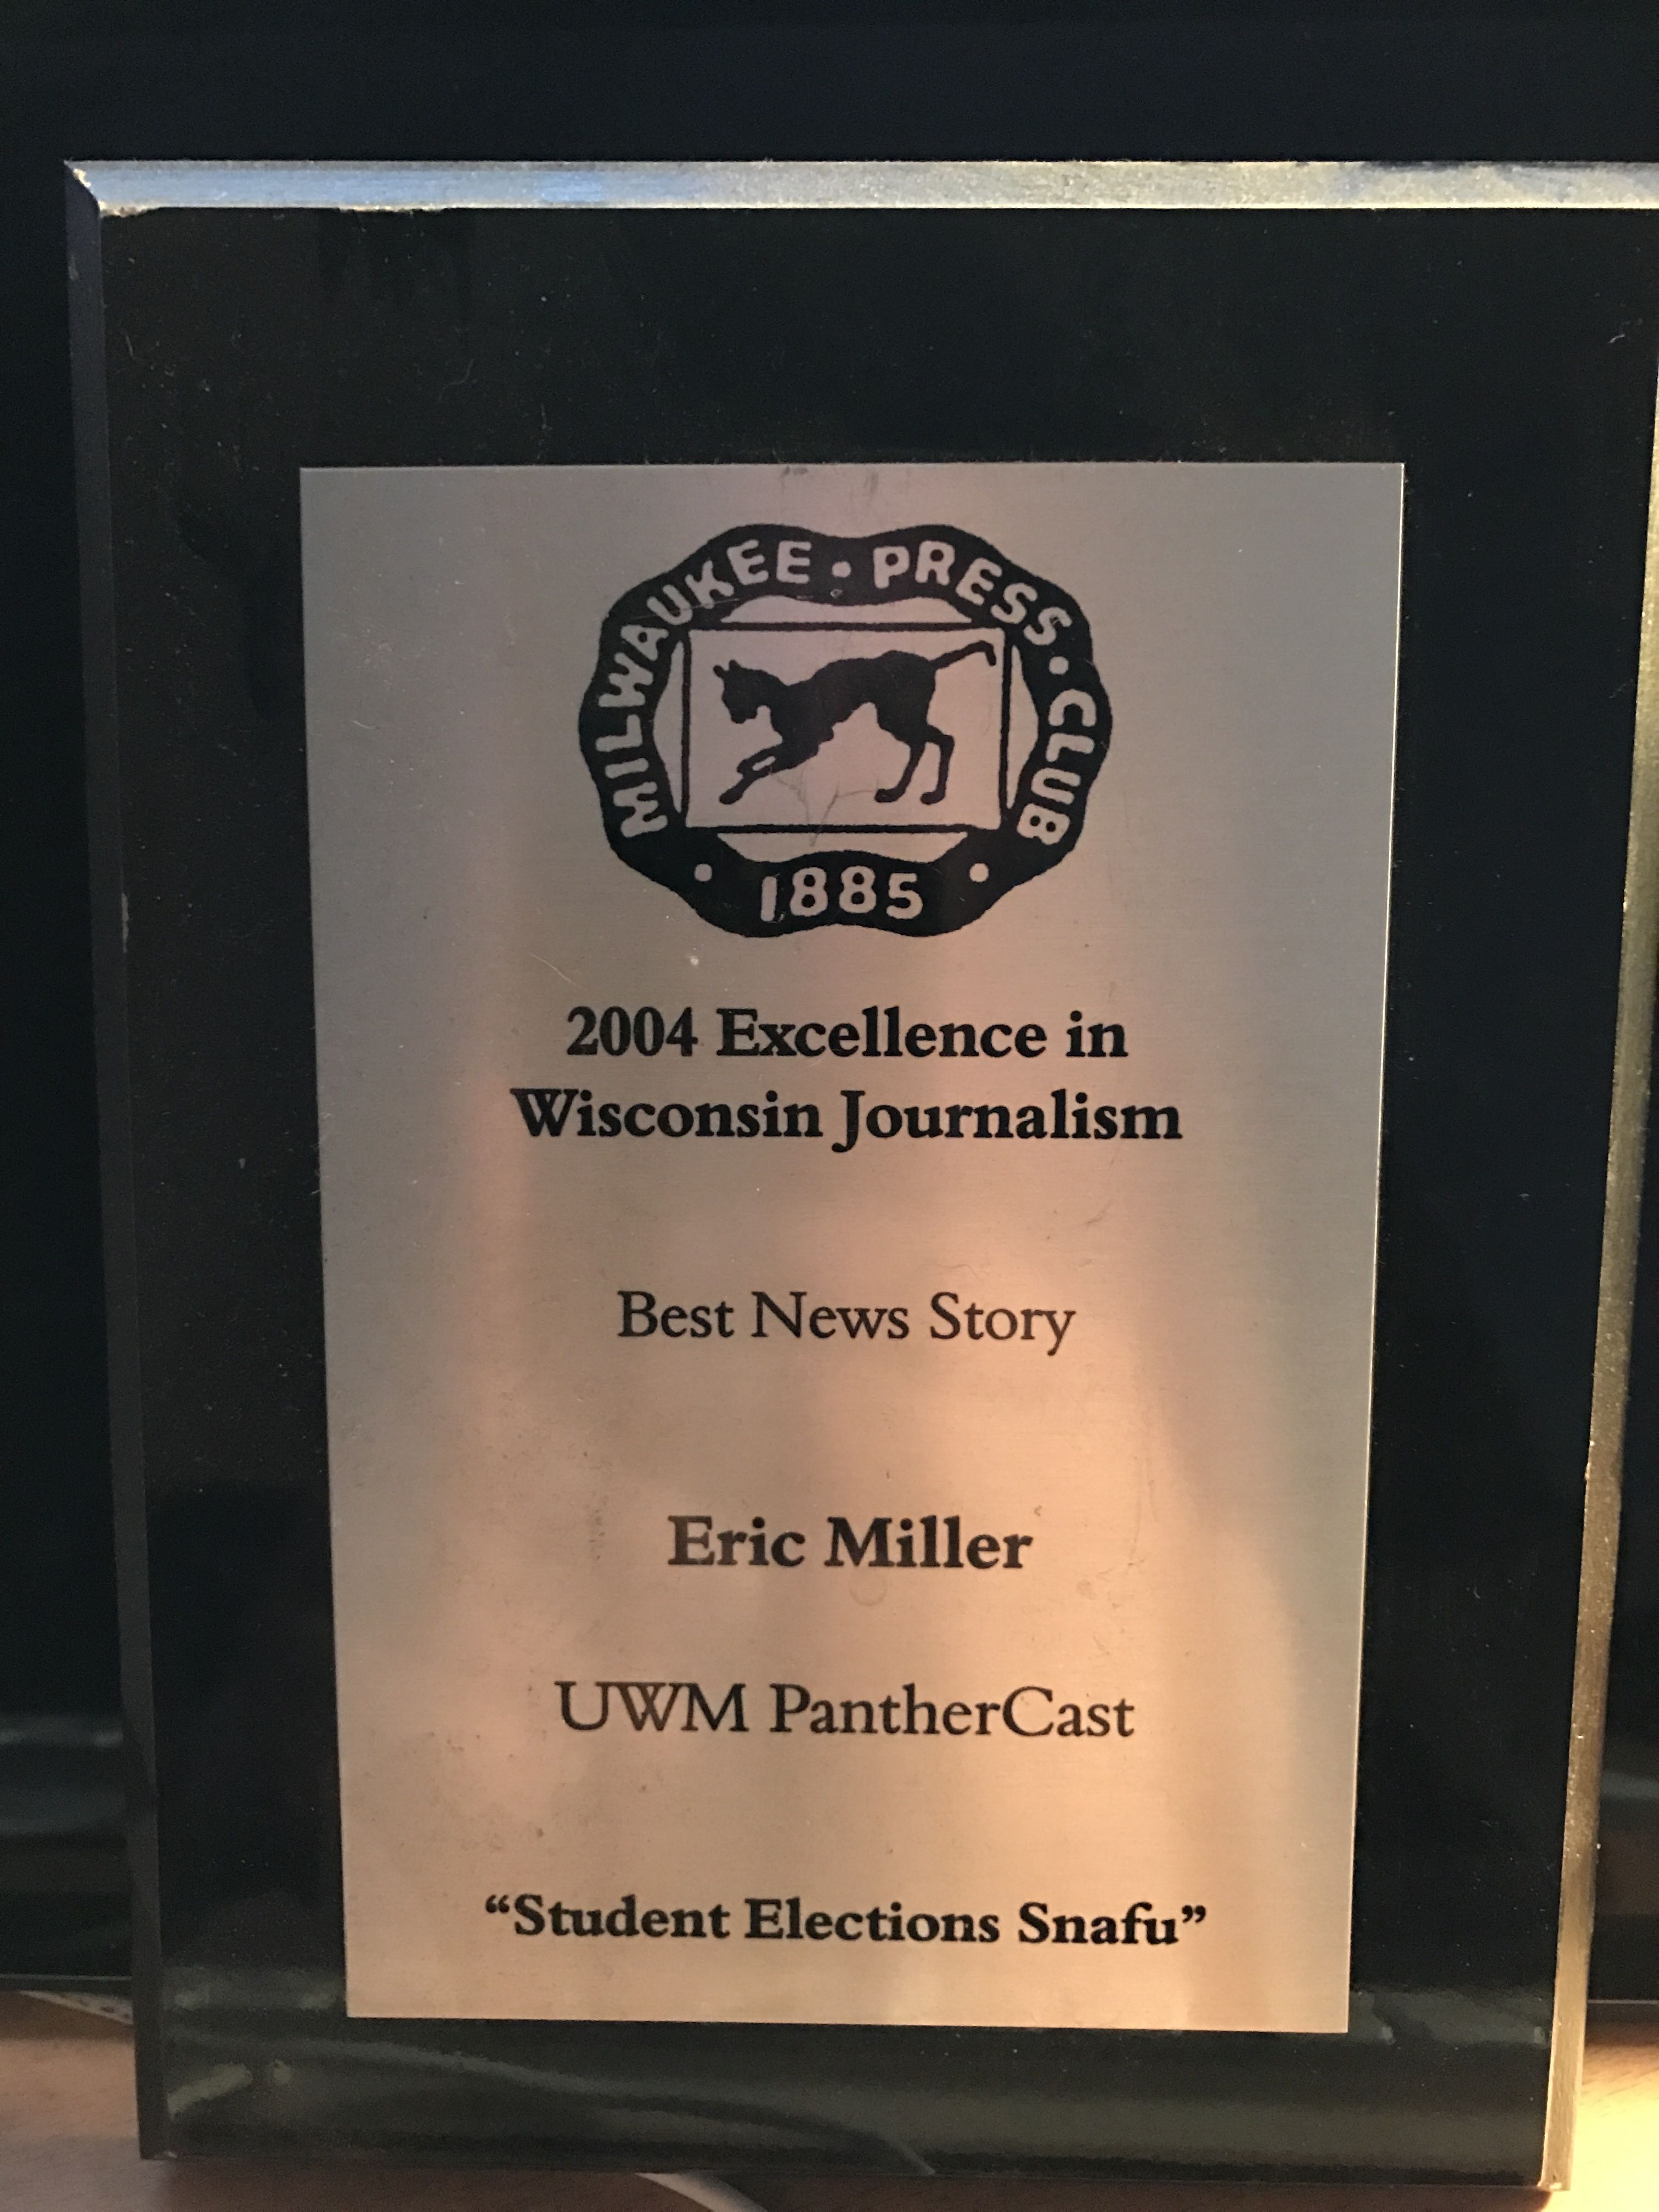 MILWAUKEE · PRESS · CLUB
· 1885 ·
2004 Excellence in
Wisconsin Journalism
Best News Story
Eric Miller
UWM PantherCast
“Student Elections Snafu”